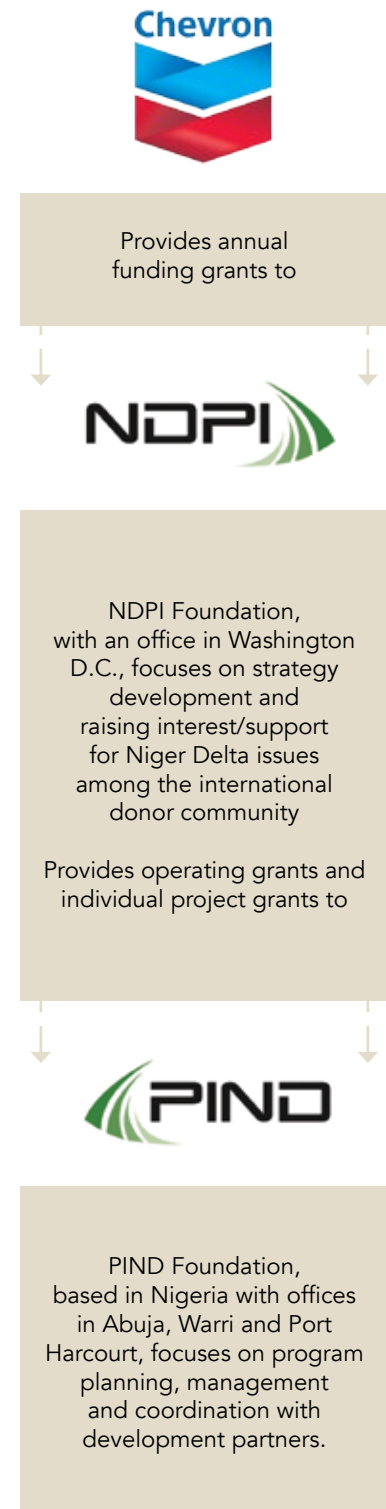 Chevron
Provides annual
funding grants to
NDPI
NDPI Foundation,
with an office in Washington
D.C., focuses on strategy
development and
raising interest/support
for Niger Delta issues
among the international
donor community
Provides operating grants and
individual project grants to
PIND
PIND Foundation,
based in Nigeria with offices
in Abuja, Warri and Port
Harcourt, focuses on program
planning, management
and coordination with
development partners.